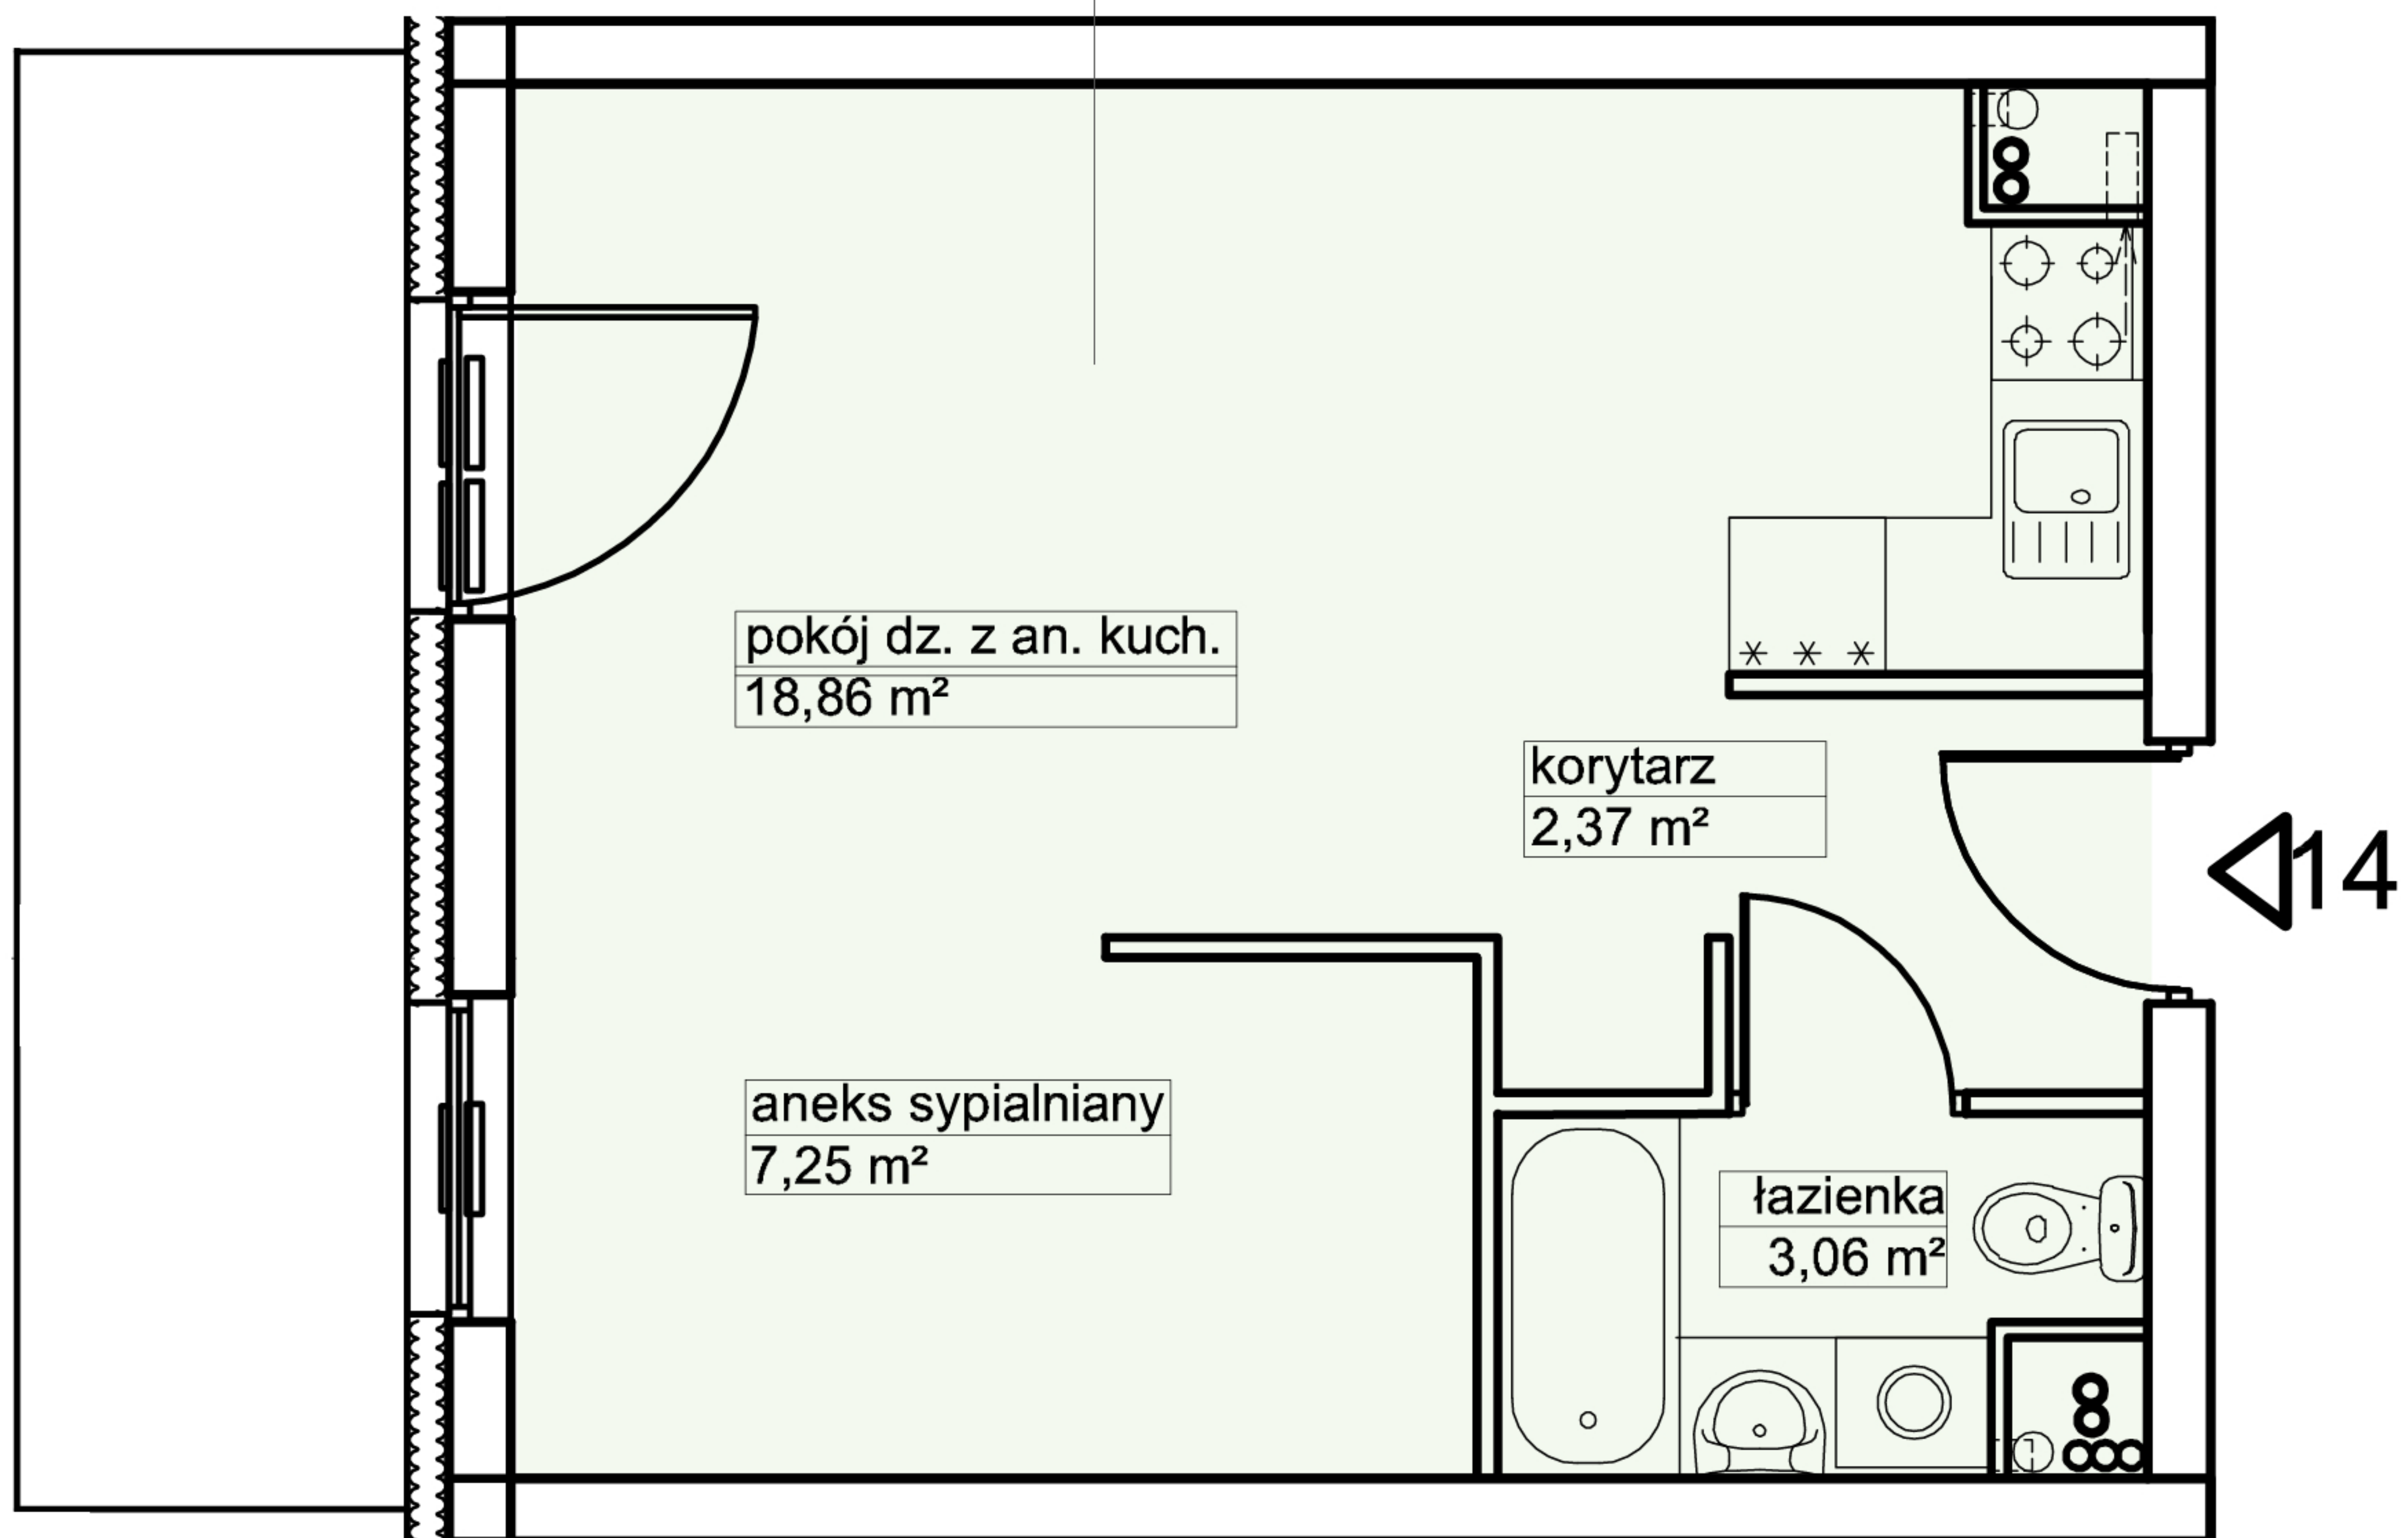 pokój dz. z an. kuch.
18,86 m²
korytarz
2,37 m²
14
aneks sypialniany
7,25 m²
łazienka
3,06 m²